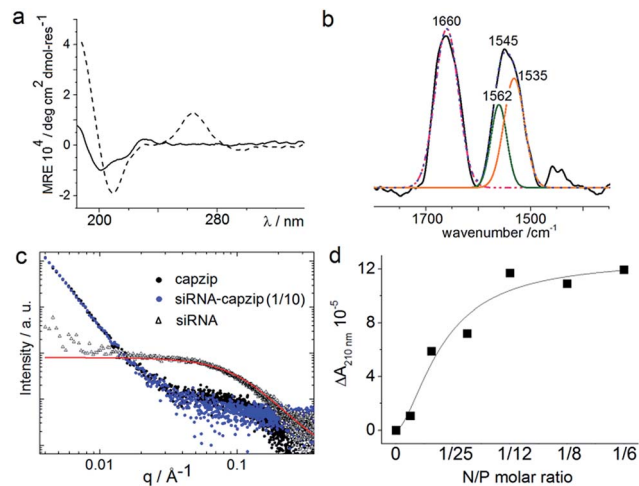 a
MRE 10⁴ / deg cm² dmol-res⁻¹
4
2
0
-2
200
240
280
λ / nm
b
1660
1545
1535
1562
1700
1500
wavenumber /cm⁻¹
c
capzip
siRNA-capzip (1/10)
siRNA
Intensity / a. u.
0.01
0.1
q / Å⁻¹
d
ΔA210 nm 10⁻⁵
12
8
4
0
0
1/25
1/12
1/8
1/6
N/P molar ratio